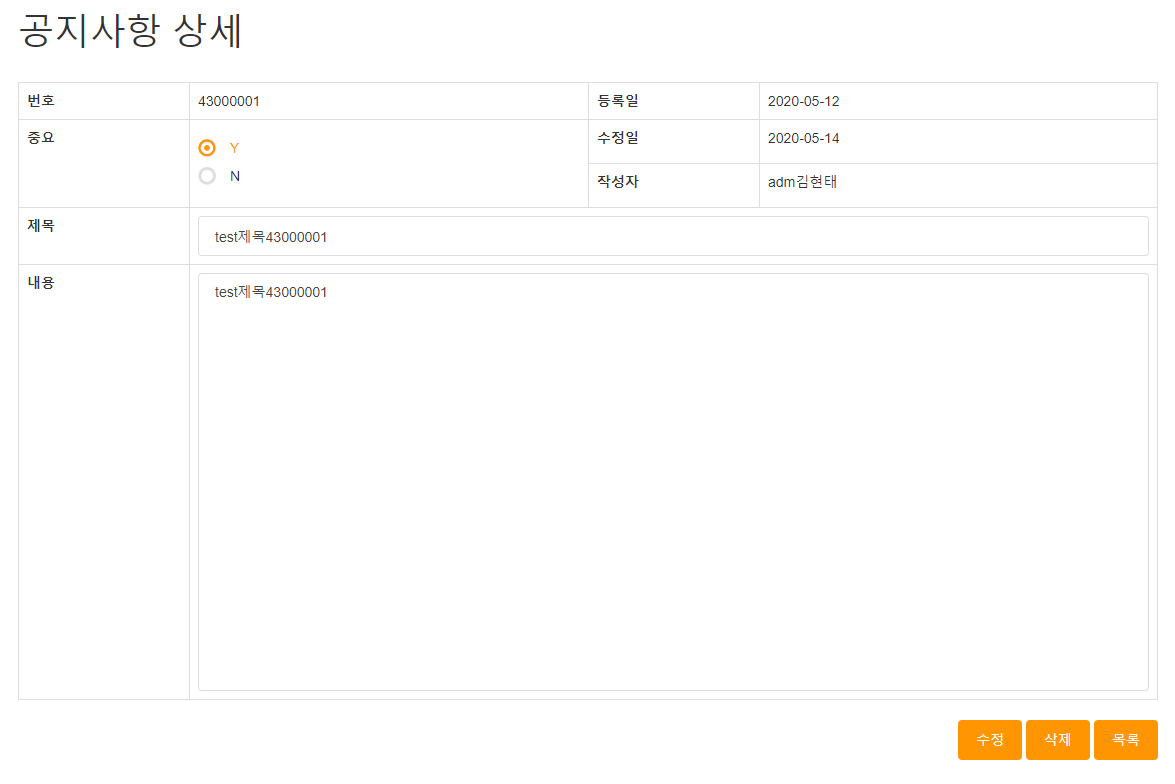 공지사항 상세
번호 43000001 등록일 2020-05-12
중요 Y 수정일 2020-05-14
N 작성자 adm김현태
제목 test제목43000001
내용 test제목43000001
수정 삭제 목록